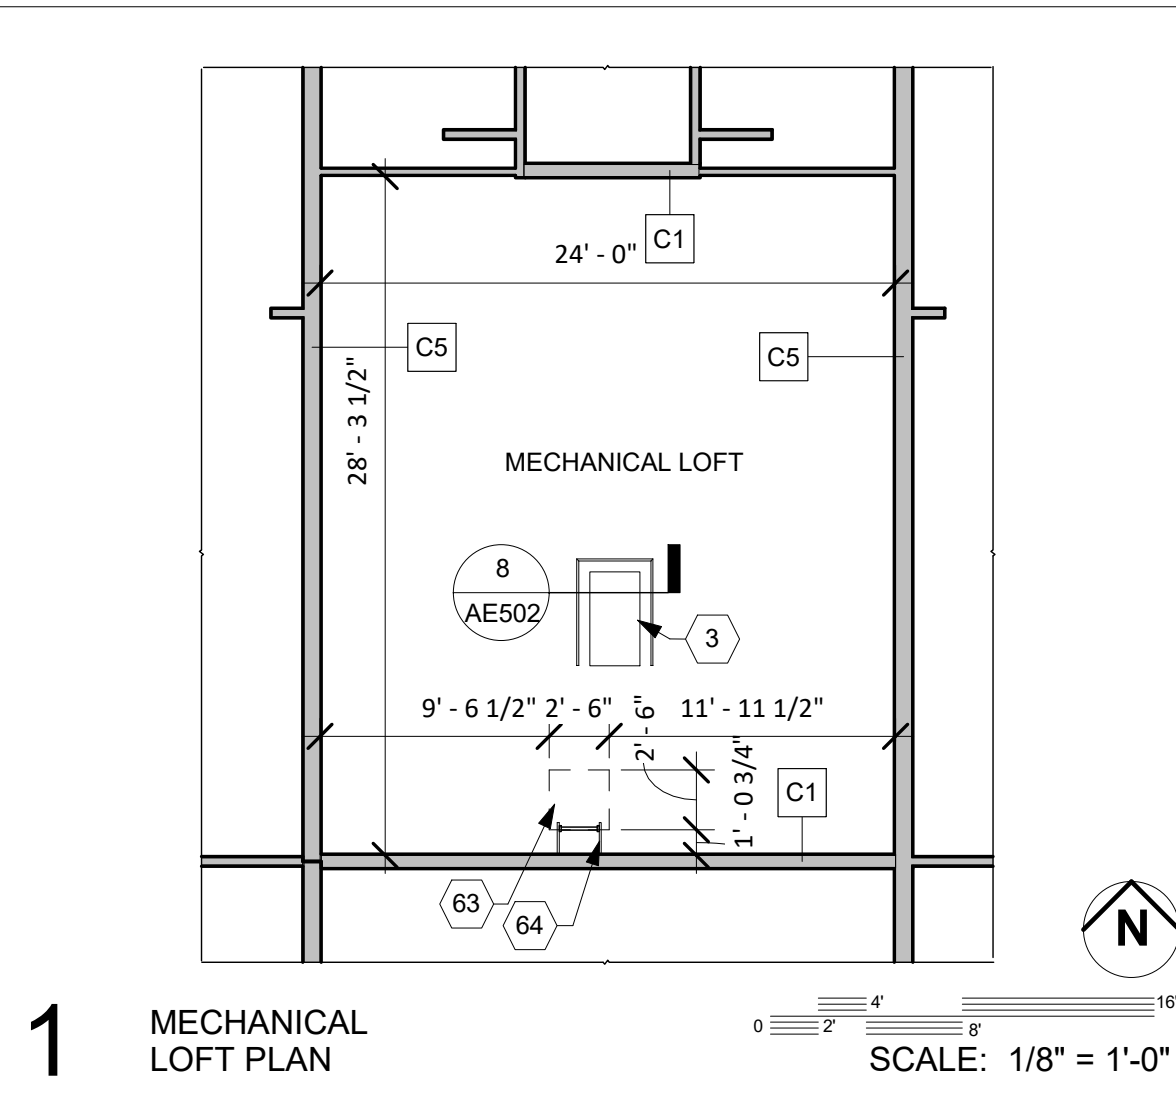 C1
24' - 0"
C5
C5
28' - 3 1/2"
MECHANICAL LOFT
8
AE502
3
9' - 6 1/2"
2' - 6"
2' - 6"
11' - 11 1/2"
1' - 0 3/4"
C1
63
64
N
1
MECHANICAL
LOFT PLAN
0
2'
4'
8'
16'
SCALE: 1/8" = 1'-0"